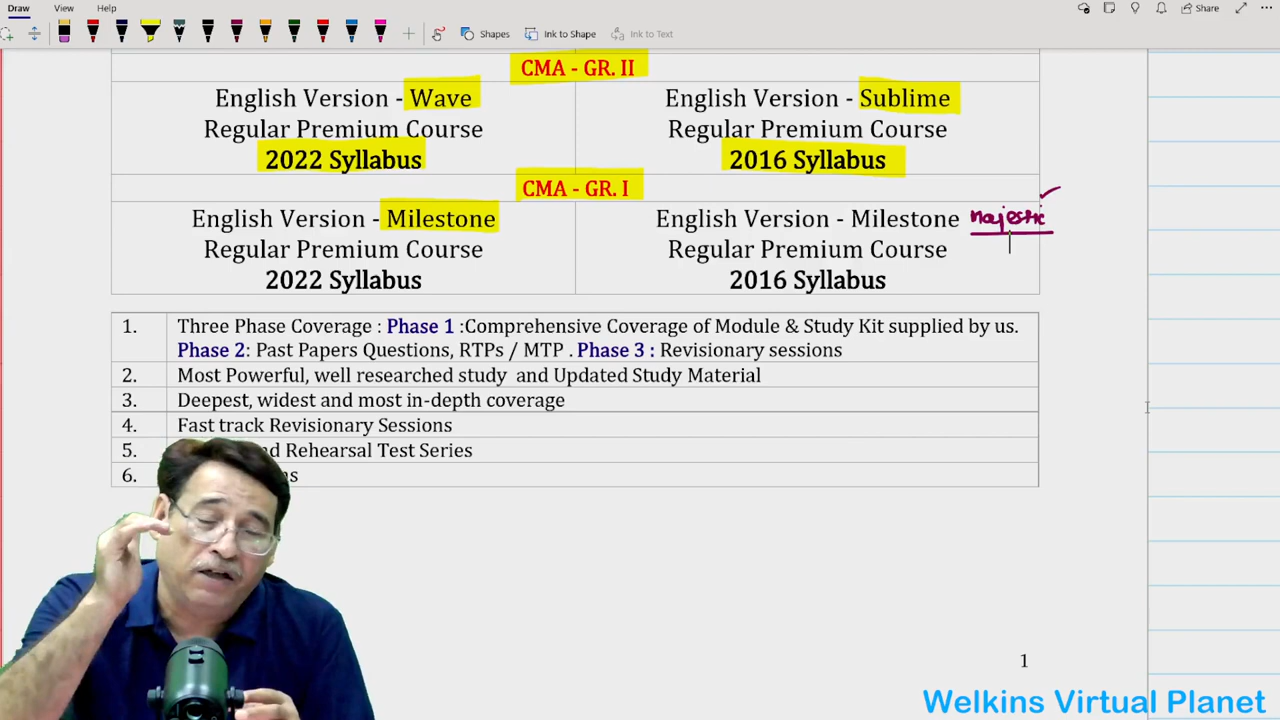 Draw View Help
Share
Shapes Ink to Shape Ink to Text
CMA - GR. II
English Version - Wave
Regular Premium Course
2022 Syllabus
English Version - Sublime
Regular Premium Course
2016 Syllabus
CMA - GR. I
English Version - Milestone
Regular Premium Course
2022 Syllabus
English Version - Milestone majestic
Regular Premium Course
2016 Syllabus
1. Three Phase Coverage : Phase 1 :Comprehensive Coverage of Module & Study Kit supplied by us.
Phase 2: Past Papers Questions, RTPs / MTP . Phase 3 : Revisionary sessions
2. Most Powerful, well researched study and Updated Study Material
3. Deepest, widest and most in-depth coverage
4. Fast track Revisionary Sessions
5. Rehearsal Test Series
6.
1
Welkins Virtual Planet